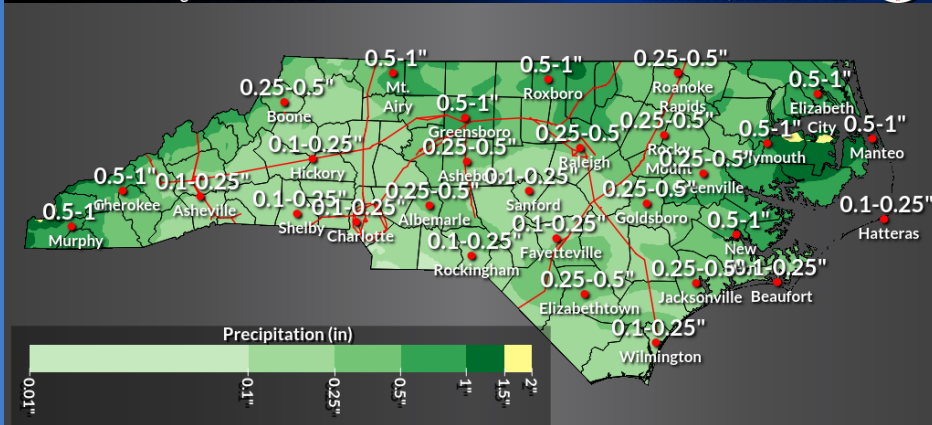 0.5-1"
Mt.
Airy
0.5-1"
Roxboro
0.25-0.5"
Roanoke
Rapids
0.5-1"
Elizabeth
City
0.25-0.5"
Boone
0.5-1"
Greensboro
0.25-0.5"
Raleigh
0.25-0.5"
Rocky
Mount
0.5-1"
Plymouth
0.5-1"
Manteo
0.1-0.25"
Hickory
0.25-0.5"
Asheboro
0.25-0.5"
0.5-1"
Cherokee
0.1-0.25"
Asheville
0.1-0.25"
Shelby
0.1-0.25"
Charlotte
0.25-0.5"
Albemarle
0.1-0.25"
Sanford
0.25-0.5"
Goldsboro
0.1-0.25"
Hatteras
0.5-1"
Murphy
0.1-0.25"
Rockingham
0.1-0.25"
Fayetteville
0.5-1"
New
0.25-0.5"
Elizabethtown
0.25-0.5"
Jacksonville
0.1-0.25"
Beaufort
0.1-0.25"
Wilmington
Precipitation (in)
0.01"
0.1"
0.25"
0.5"
1"
1.5"
2"